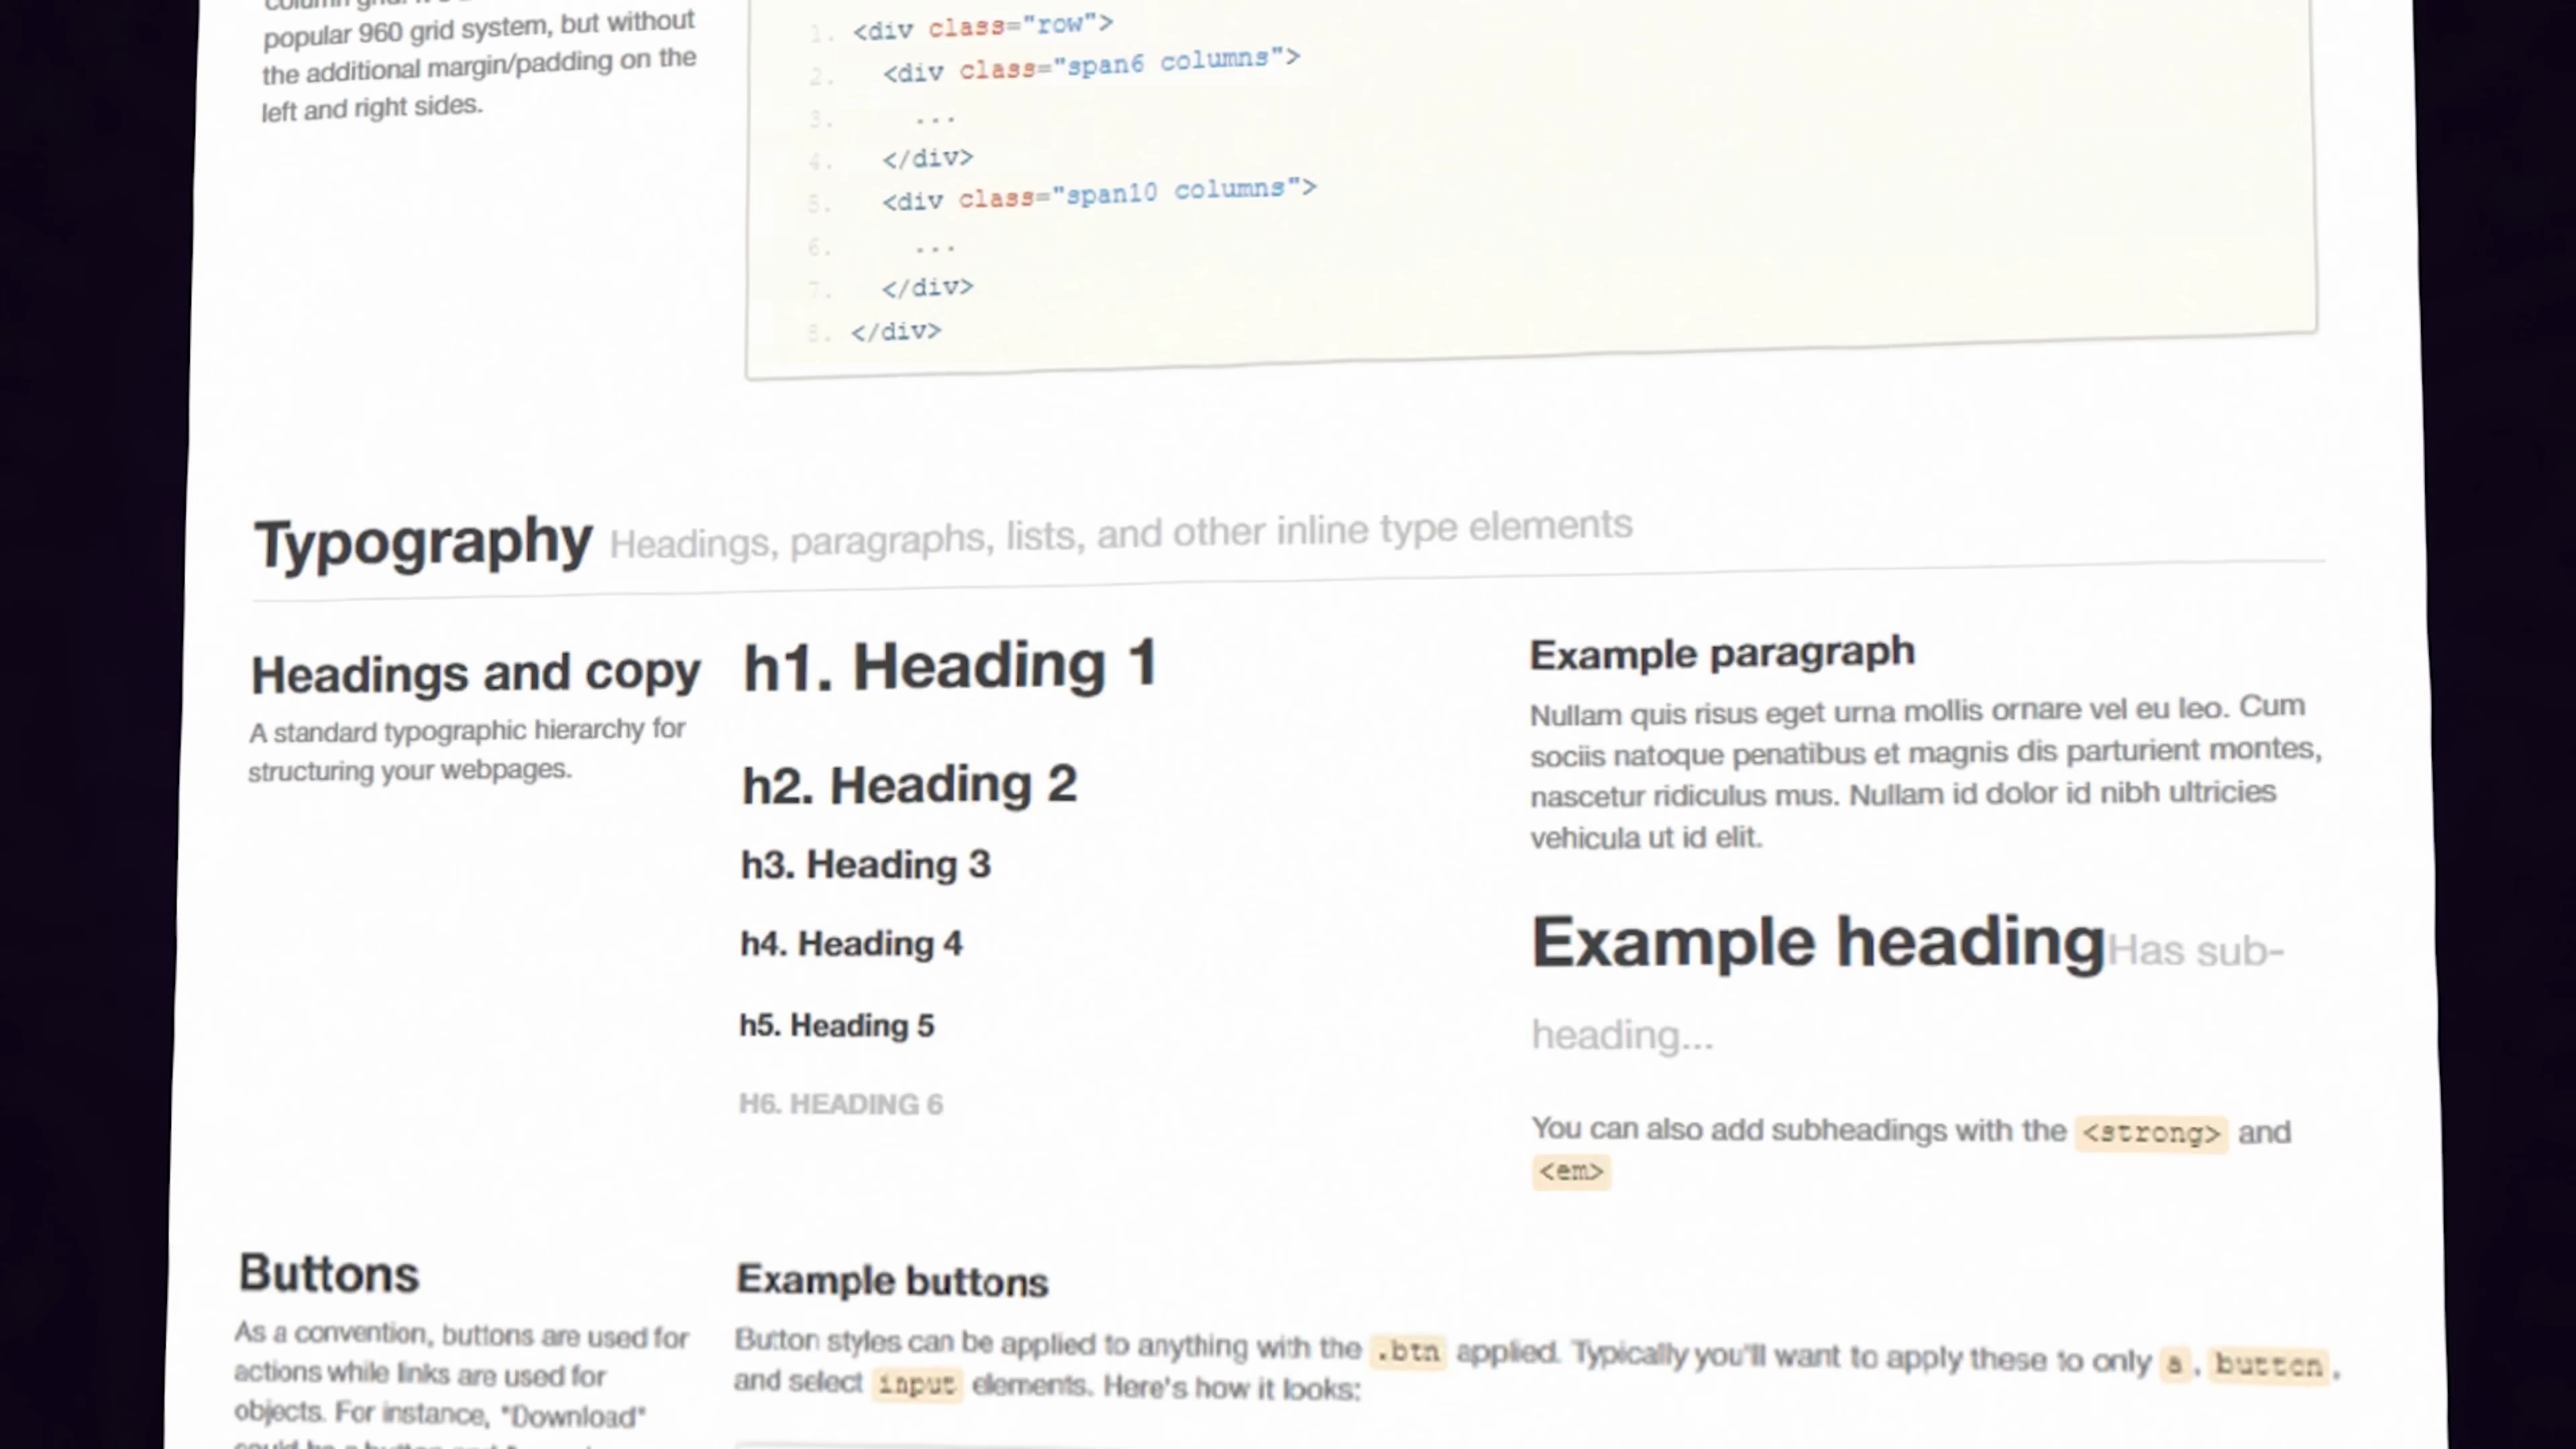 popular 960 grid system, but without
the additional margin/padding on the
left and right sides.
1. <div class="row">
2. <div class="span6 columns">
3. ...
4. </div>
5. <div class="span10 columns">
6. ...
7. </div>
8. </div>
Typography Headings, paragraphs, lists, and other inline type elements
Headings and copy
A standard typographic hierarchy for
structuring your webpages.
h1. Heading 1
h2. Heading 2
h3. Heading 3
h4. Heading 4
h5. Heading 5
H6. HEADING 6
Example paragraph
Nullam quis risus eget urna mollis ornare vel eu leo. Cum
sociis natoque penatibus et magnis dis parturient montes,
nascetur ridiculus mus. Nullam id dolor id nibh ultricies
vehicula ut id elit.
Example heading Has sub-
heading...
You can also add subheadings with the <strong> and
<em>
Buttons
As a convention, buttons are used for
actions while links are used for
objects. For instance, "Download"
Example buttons
Button styles can be applied to anything with the .btn applied. Typically you'll want to apply these to only a, button,
and select input elements. Here's how it looks: